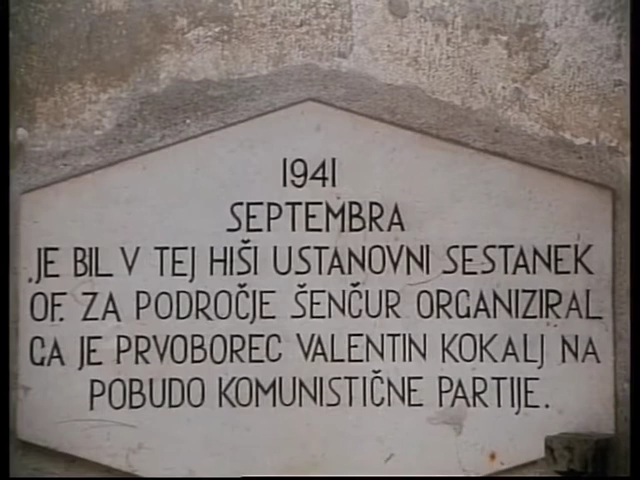 1941
SEPTEMBRA
JE BIL V TEJ HIŠI USTANOVNI SESTANEK
OF. ZA PODROČJE ŠENČUR ORGANIZIRAL
GA JE PRVOBOREC VALENTIN KOKALJ NA
POBUDO KOMUNISTIČNE PARTIJE.